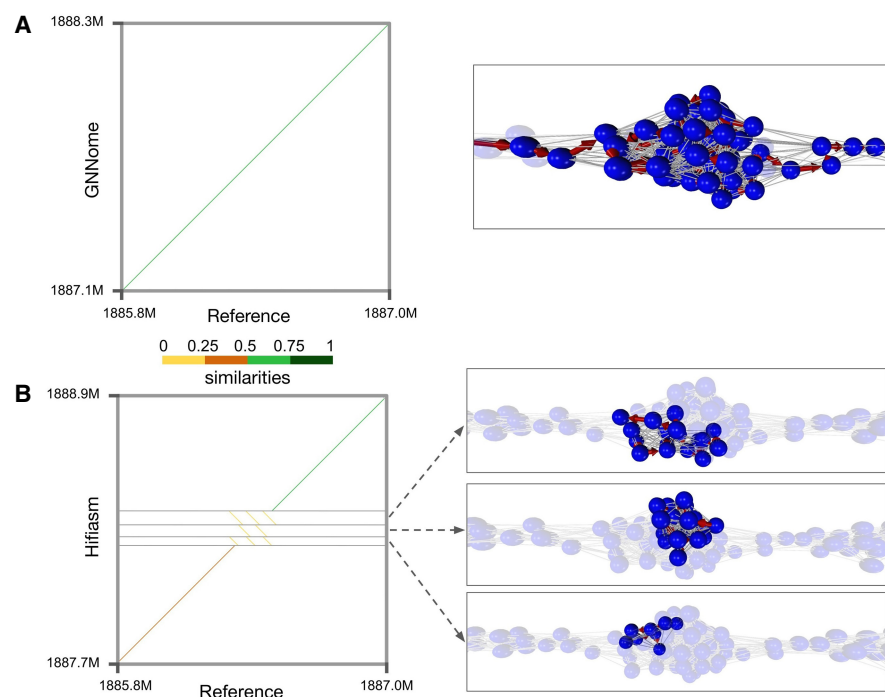 A
1888.3M
GNNome
1887.1M
1885.8M
Reference
1887.0M
0 0.25 0.5 0.75 1
similarities
B
1888.9M
Hifiasm
1887.7M
1885.8M
Reference
1887.0M